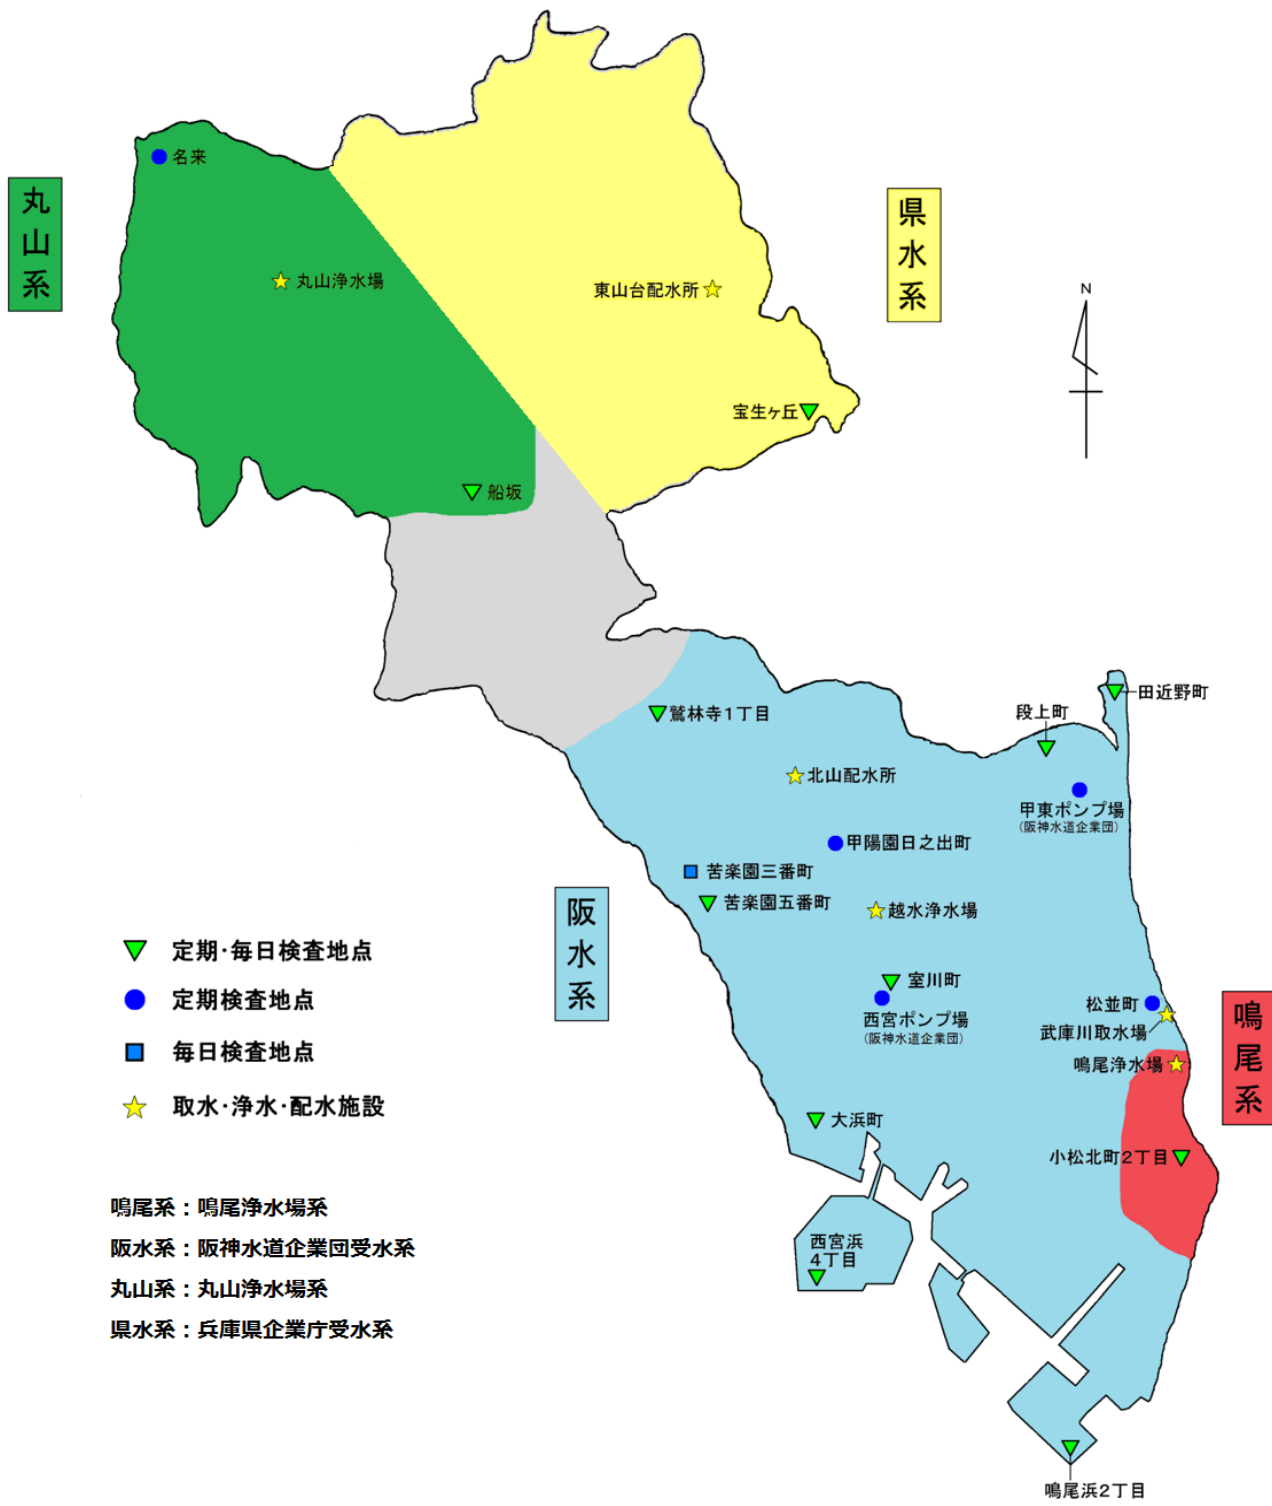 名来
丸山系
県水系
丸山浄水場
東山台配水所
N
宝生ヶ丘
船坂
田近野町
段上町
鷲林寺1丁目
北山配水所
甲東ポンプ場
(阪神水道企業団)
甲陽園日之出町
苦楽園三番町
苦楽園五番町
阪水系
越水浄水場
定期・毎日検査地点
室川町
定期検査地点
西宮ポンプ場
(阪神水道企業団)
松並町
武庫川取水場
鳴尾系
毎日検査地点
鳴尾浄水場
取水・浄水・配水施設
大浜町
小松北町2丁目
鳴尾系：鳴尾浄水場系
阪水系：阪神水道企業団受水系
丸山系：丸山浄水場系
県水系：兵庫県企業庁受水系
西宮浜
4丁目
鳴尾浜2丁目